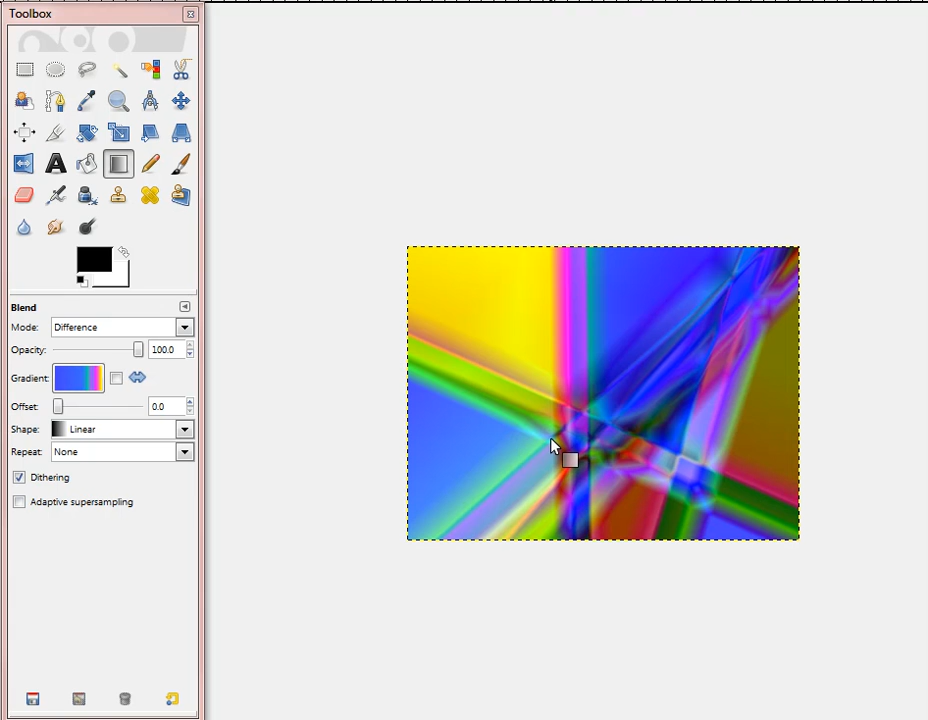 Toolbox
Blend
Mode: Difference
Opacity: 100.0
Gradient:
Offset: 0.0
Shape: Linear
Repeat: None
Dithering
Adaptive supersampling